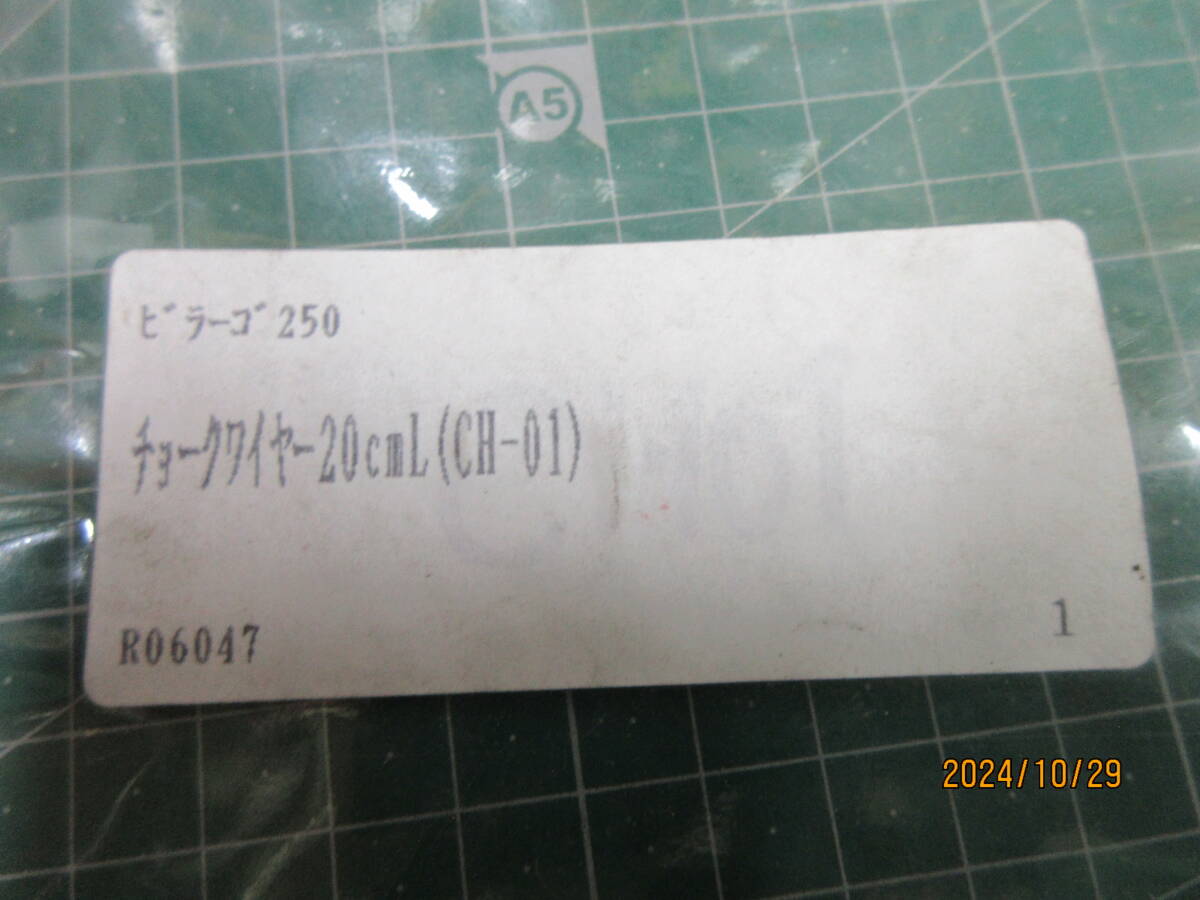 A5
ﾋﾞﾗｰｺﾞ250
ﾁｮｰｸﾜｲﾔｰ20cmL(CH-01)
R06047
1
2024/10/29